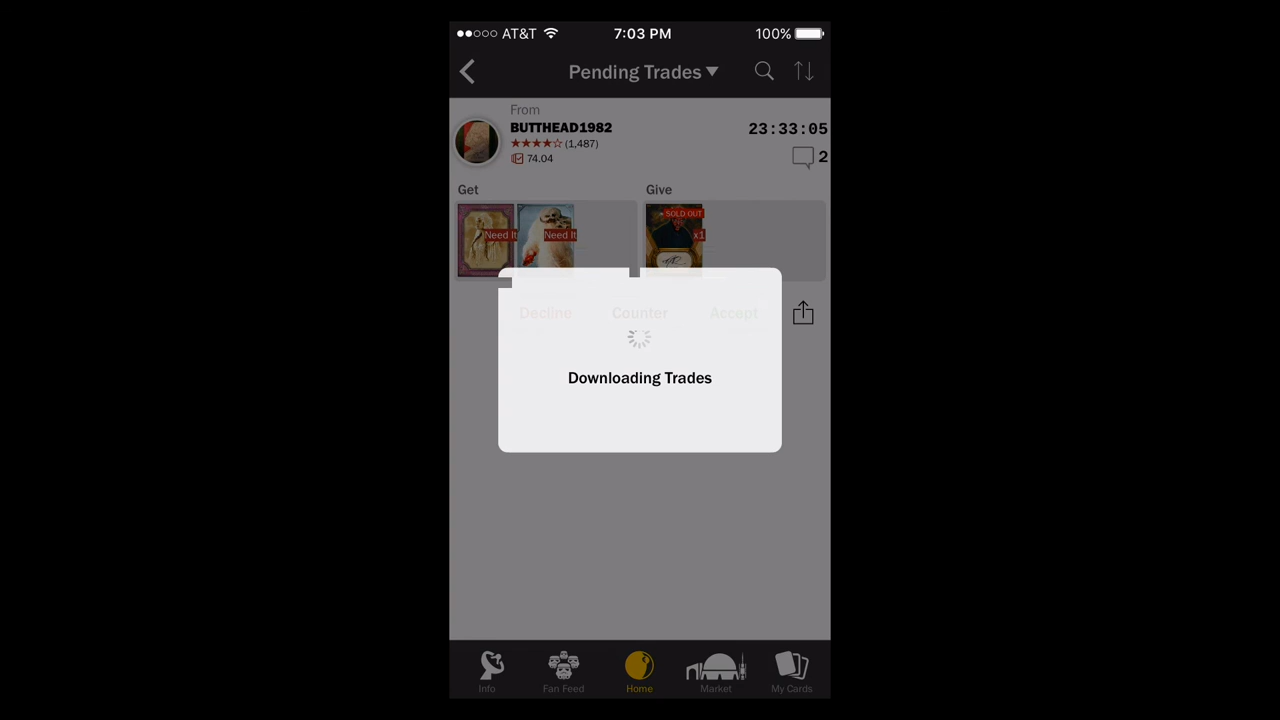 AT&T 7:03 PM 100%
Pending Trades
From
BUTTHEAD1982
23:33:05
(1,487)
2
74.04
Get
Give
SOLD OUT
Need It
Need It
x1
Decline
Counter
Accept
Downloading Trades
Info
Fan Feed
Home
Market
My Cards